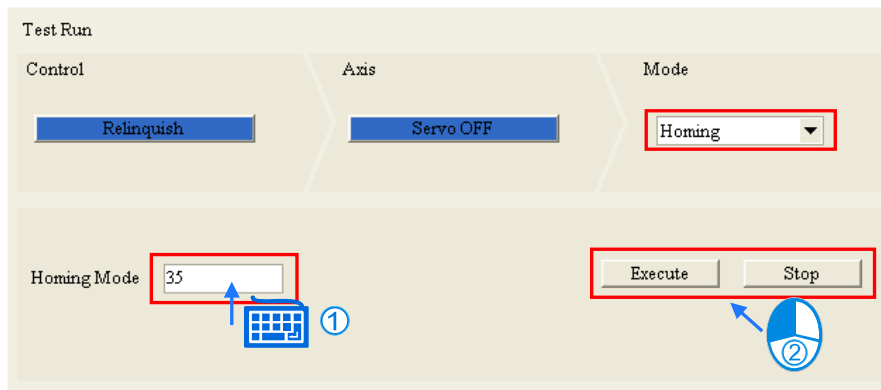 Test Run
Control
Axis
Mode
Relinquish
Servo OFF
Homing
Homing Mode
35
Execute
Stop
①
②